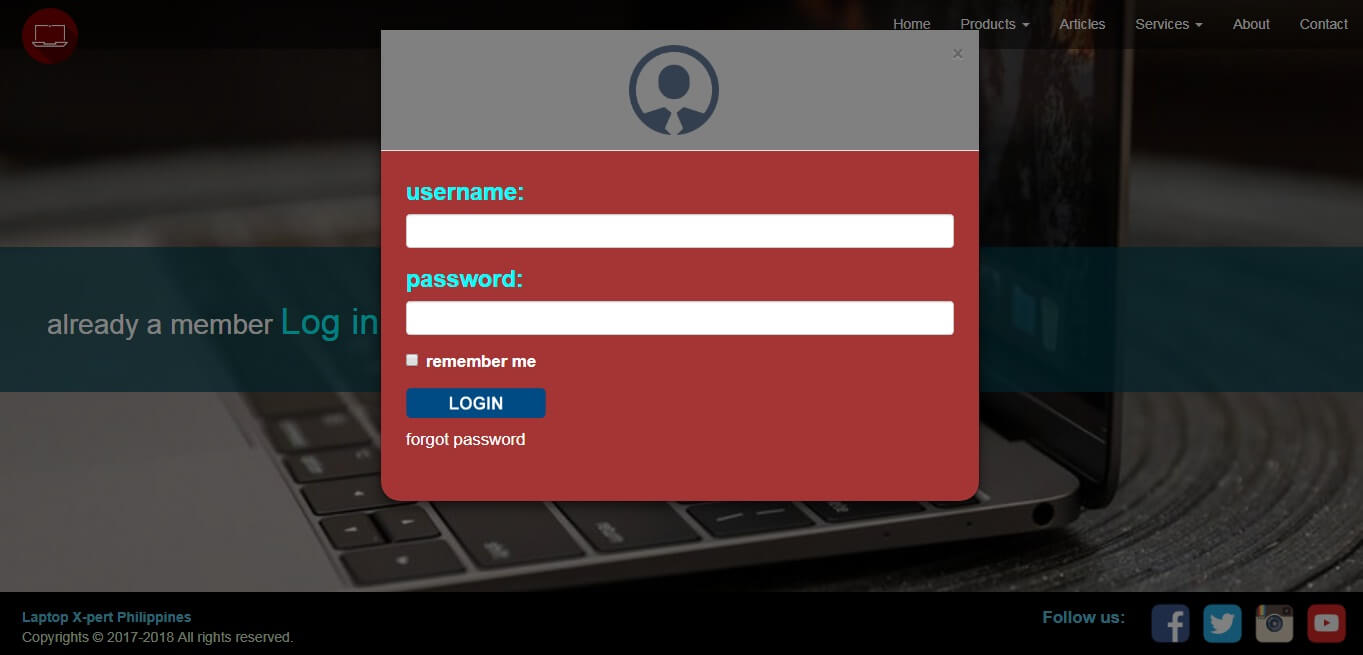 Home Products Articles Services About Contact
×
username:
password:
already a member Log in
remember me
LOGIN
forgot password
Laptop X-pert Philippines
Copyrights © 2017-2018 All rights reserved.
Follow us: